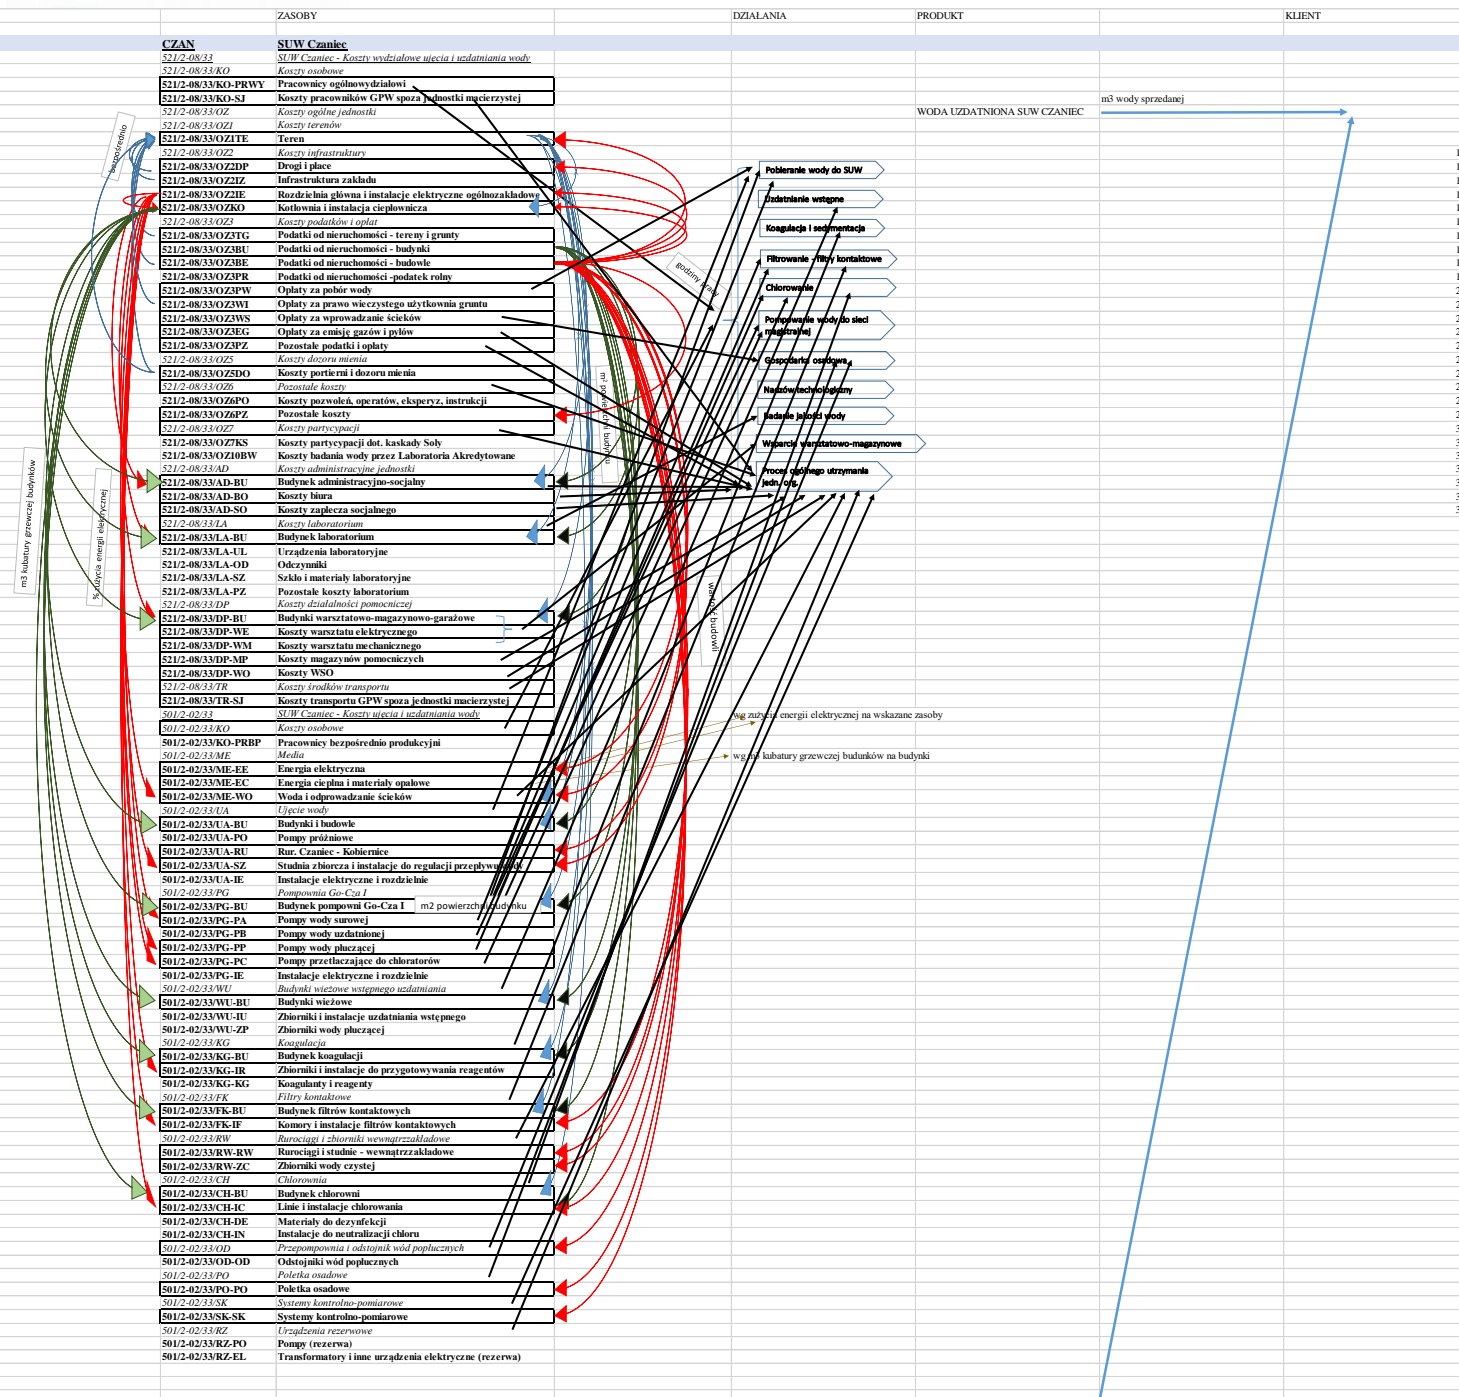 ZASOBY DZIAŁANIA PRODUKT KLIENT
CZAN SUW Czaniec
521/2-08/33 SUW Czaniec - Koszty wydziałowe ujęcia i uzdatniania wody
521/2-08/33/KO Koszty osobowe
521/2-08/33/KO-PRWY Pracownicy ogólnowydziałowi
521/2-08/33/KO-SJ Koszty pracowników GPW spoza jednostki macierzystej
m3 wody sprzedanej
521/2-08/33/OZ Koszty ogólne jednostki
WODA UZDATNIONA SUW CZANIEC
521/2-08/33/OZ1 Koszty terenów
521/2-08/33/OZ1TE Teren
521/2-08/33/OZ2 Koszty infrastruktury
521/2-08/33/OZ2DP Drogi i place
521/2-08/33/OZ2IZ Infrastruktura zakładu
521/2-08/33/OZ2IE Rozdzielnia główna i instalacje elektryczne ogólnozakładowe
521/2-08/33/OZKO Kotłownia i instalacja ciepłownicza
521/2-08/33/OZ3 Koszty podatków i opłat
521/2-08/33/OZ3TG Podatki od nieruchomości - tereny i grunty
521/2-08/33/OZ3BU Podatki od nieruchomości - budynki
521/2-08/33/OZ3BE Podatki od nieruchomości - budowle
521/2-08/33/OZ3PR Podatki od nieruchomości -podatek rolny
521/2-08/33/OZ3PW Opłaty za pobór wody
521/2-08/33/OZ3WI Opłaty za prawo wieczystego użytkownia gruntu
521/2-08/33/OZ3WS Opłaty za wprowadzanie ścieków
521/2-08/33/OZ3EG Opłaty za emisję gazów i pyłów
521/2-08/33/OZ3PZ Pozostałe podatki i opłaty
521/2-08/33/OZ5 Koszty dozoru mienia
521/2-08/33/OZ5DO Koszty portierni i dozoru mienia
521/2-08/33/OZ6 Pozostałe koszty
521/2-08/33/OZ6PO Koszty pozwoleń, operatów, eksperyz, instrukcji
521/2-08/33/OZ6PZ Pozostałe koszty
521/2-08/33/OZ7 Koszty partycypacji
521/2-08/33/OZ7KS Koszty partycypacji dot. kaskady Soły
521/2-08/33/OZ10BW Koszty badania wody przez Laboratoria Akredytowane
521/2-08/33/AD Koszty administracyjne jednostki
521/2-08/33/AD-BU Budynek administracyjno-socjalny
521/2-08/33/AD-BO Koszty biura
521/2-08/33/AD-SO Koszty zaplecza socjalnego
521/2-08/33/LA Koszty laboratorium
521/2-08/33/LA-BU Budynek laboratorium
521/2-08/33/LA-UL Urządzenia laboratoryjne
521/2-08/33/LA-OD Odczynniki
521/2-08/33/LA-SZ Szkło i materiały laboratoryjne
521/2-08/33/LA-PZ Pozostałe koszty laboratorium
521/2-08/33/DP Koszty działalności pomocniczej
521/2-08/33/DP-BU Budynki warsztatowo-magazynowo-garażowe
521/2-08/33/DP-WE Koszty warsztatu elektrycznego
521/2-08/33/DP-WM Koszty warsztatu mechanicznego
521/2-08/33/DP-MP Koszty magazynów pomocniczych
521/2-08/33/DP-WO Koszty WSO
521/2-08/33/TR Koszty środków transportu
521/2-08/33/TR-SJ Koszty transportu GPW spoza jednostki macierzystej
501/2-02/33 SUW Czaniec - Koszty ujęcia i uzdatniania wody
wg zużycia energii elektrycznej na wskazane zasoby
501/2-02/33/KO Koszty osobowe
501/2-02/33/KO-PRBP Pracownicy bezpośrednio produkcyjni
501/2-02/33/ME Media
wg m3 kubatury grzewczej budunków na budynki
501/2-02/33/ME-EE Energia elektryczna
501/2-02/33/ME-EC Energia cieplna i materiały opałowe
501/2-02/33/ME-WO Woda i odprowadzanie ścieków
501/2-02/33/UA Ujęcie wody
501/2-02/33/UA-BU Budynki i budowle
501/2-02/33/UA-PO Pompy próżniowe
501/2-02/33/UA-RU Rur. Czaniec - Kobiernice
501/2-02/33/UA-SZ Studnia zbiorcza i instalacje do regulacji przepływu wody
501/2-02/33/UA-IE Instalacje elektryczne i rozdzielnie
501/2-02/33/PG Pompownia Go-Cza I
501/2-02/33/PG-BU Budynek pompowni Go-Cza I
m2 powierzchni budynku
501/2-02/33/PG-PA Pompy wody surowej
501/2-02/33/PG-PB Pompy wody uzdatnionej
501/2-02/33/PG-PP Pompy wody płuczącej
501/2-02/33/PG-PC Pompy przetłaczające do chloratorów
501/2-02/33/PG-IE Instalacje elektryczne i rozdzielnie
501/2-02/33/WU Budynki wieżowe wstępnego uzdatniania
501/2-02/33/WU-BU Budynki wieżowe
501/2-02/33/WU-IU Zbiorniki i instalacje uzdatniania wstępnego
501/2-02/33/WU-ZP Zbiorniki wody płuczącej
501/2-02/33/KG Koagulacja
501/2-02/33/KG-BU Budynek koagulacji
501/2-02/33/KG-IR Zbiorniki i instalacje do przygotowywania reagentów
501/2-02/33/KG-KG Koagulanty i reagenty
501/2-02/33/FK Filtry kontaktowe
501/2-02/33/FK-BU Budynek filtrów kontaktowych
501/2-02/33/FK-IF Komory i instalacje filtrów kontaktowych
501/2-02/33/RW Rurociągi i zbiorniki wewnątrzzakładowe
501/2-02/33/RW-RW Rurociągi i studnie - wewnątrzzakładowe
501/2-02/33/RW-ZC Zbiorniki wody czystej
501/2-02/33/CH Chlorownia
501/2-02/33/CH-BU Budynek chlorowni
501/2-02/33/CH-IC Linie i instalacje chlorowania
501/2-02/33/CH-DE Materiały do dezynfekcji
501/2-02/33/CH-IN Instalacje do neutralizacji chloru
501/2-02/33/OD Przepompownia i odstojnik wód popłucznych
501/2-02/33/OD-OD Odstojniki wód popłucznych
501/2-02/33/PO Poletka osadowe
501/2-02/33/PO-PO Poletka osadowe
501/2-02/33/SK Systemy kontrolno-pomiarowe
501/2-02/33/SK-SK Systemy kontrolno-pomiarowe
501/2-02/33/RZ Urządzenia rezerwowe
501/2-02/33/RZ-PO Pompy (rezerwa)
501/2-02/33/RZ-EL Transformatory i inne urządzenia elektryczne (rezerwa)
Pobieranie wody do SUW
Uzdatnianie wstępne
Koagulacja i sedymentacja
Filtrowanie - filtry kontaktowe
Chlorowanie
Pompowanie wody do sieci
magistralnej
Gospodarka osadowa
Nadzów technologiczny
Badanie jakości wody
Wsparcie warsztatowo-magazynowe
Proces ogólnego utrzymania
jedn. org.
bezpośrednio
godziny pracy
m² powierzchni budynku
wartość budowli
m3 kubatury grzewczej budynków
% zużycia energii elektrycznej